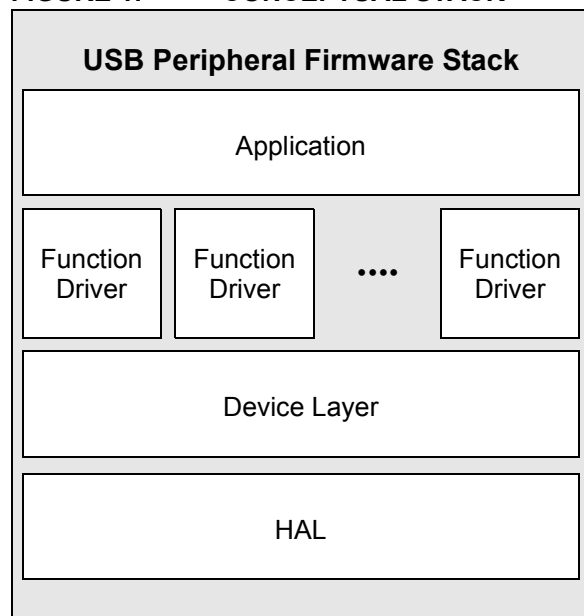 USB Peripheral Firmware Stack
Application
Function
Driver
Function
Driver
....
Function
Driver
Device Layer
HAL